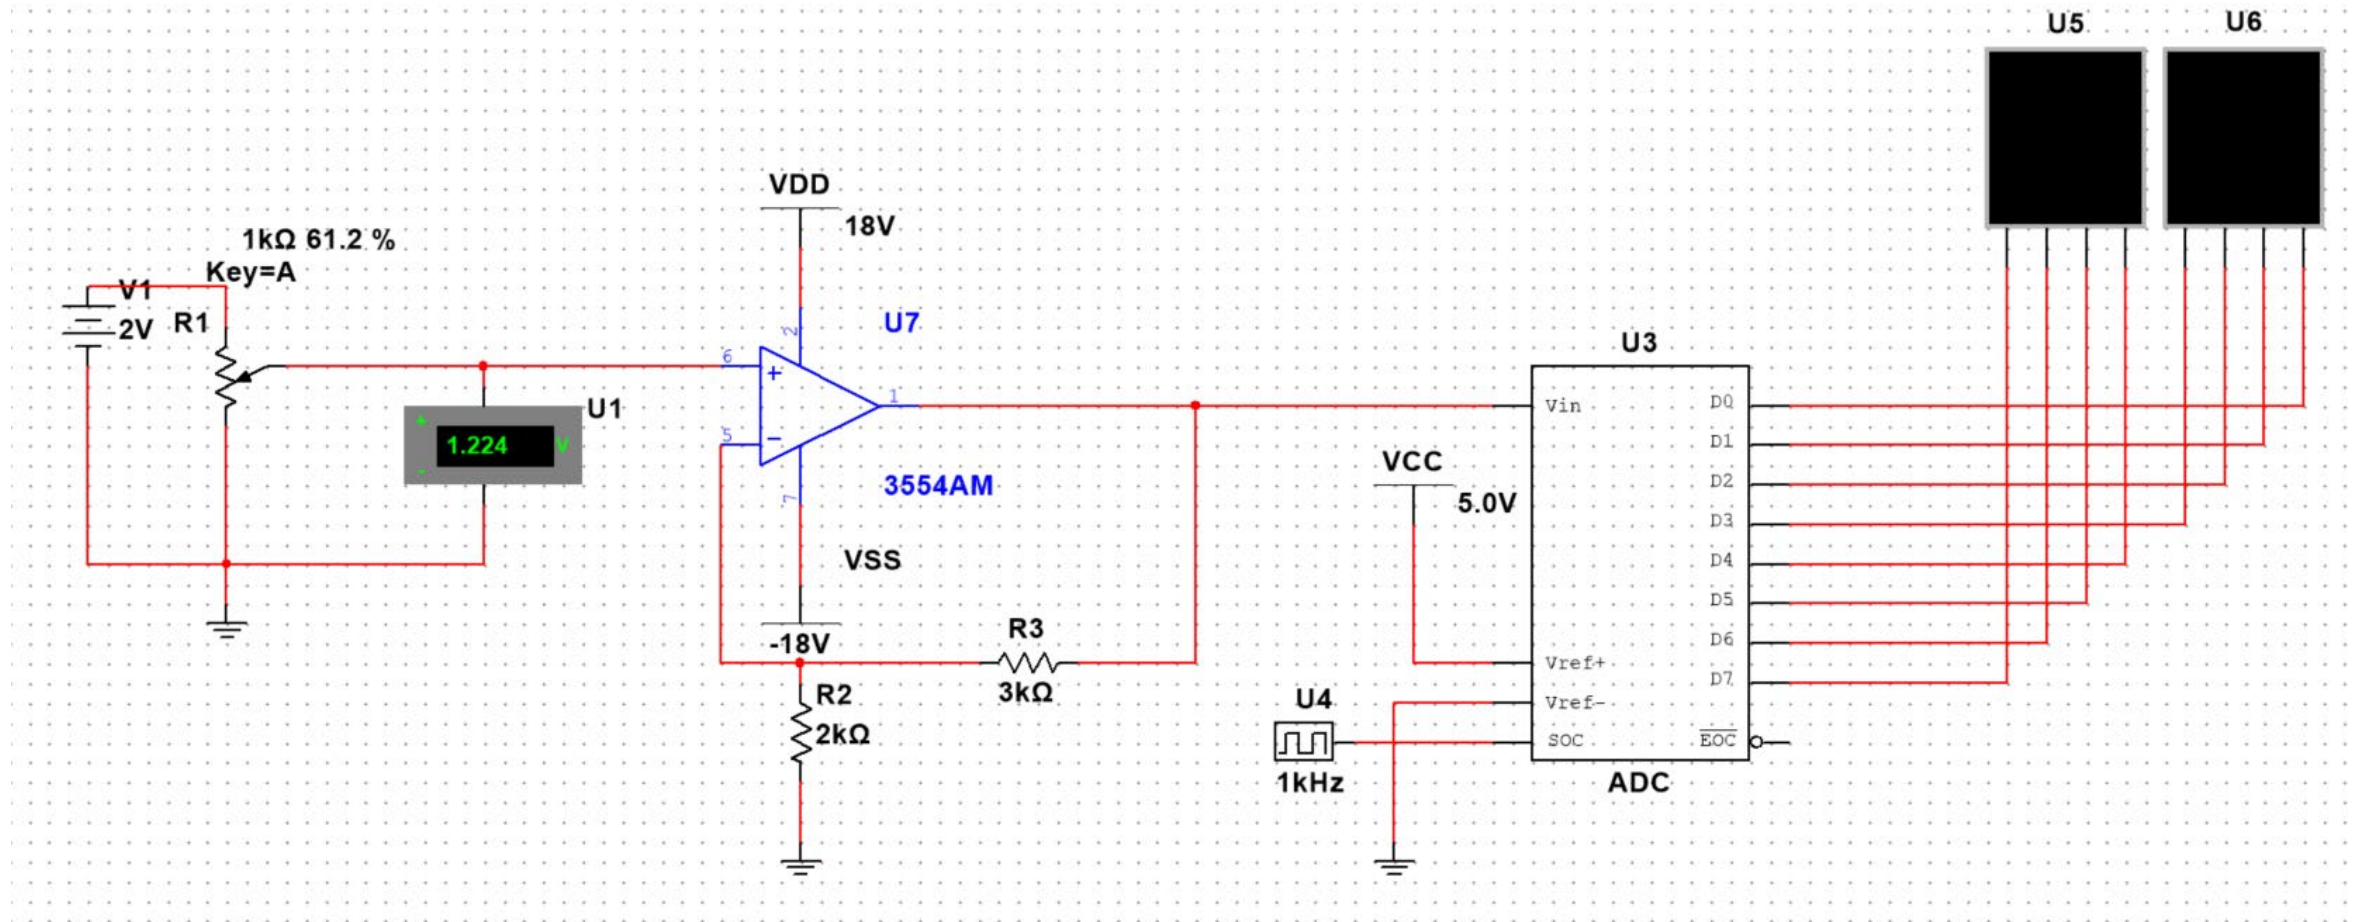 U5
U6
VDD
18V
1kΩ 61.2 %
Key=A
V1
2V
R1
U7
2
6
+
1
5
−
7
3554AM
U1
+
1.224 V
-
VSS
-18V
R3
3kΩ
R2
2kΩ
U3
Vin
D0
D1
D2
D3
D4
D5
D6
D7
VCC
5.0V
Vref+
Vref-
SOC
EOC
U4
1kHz
ADC